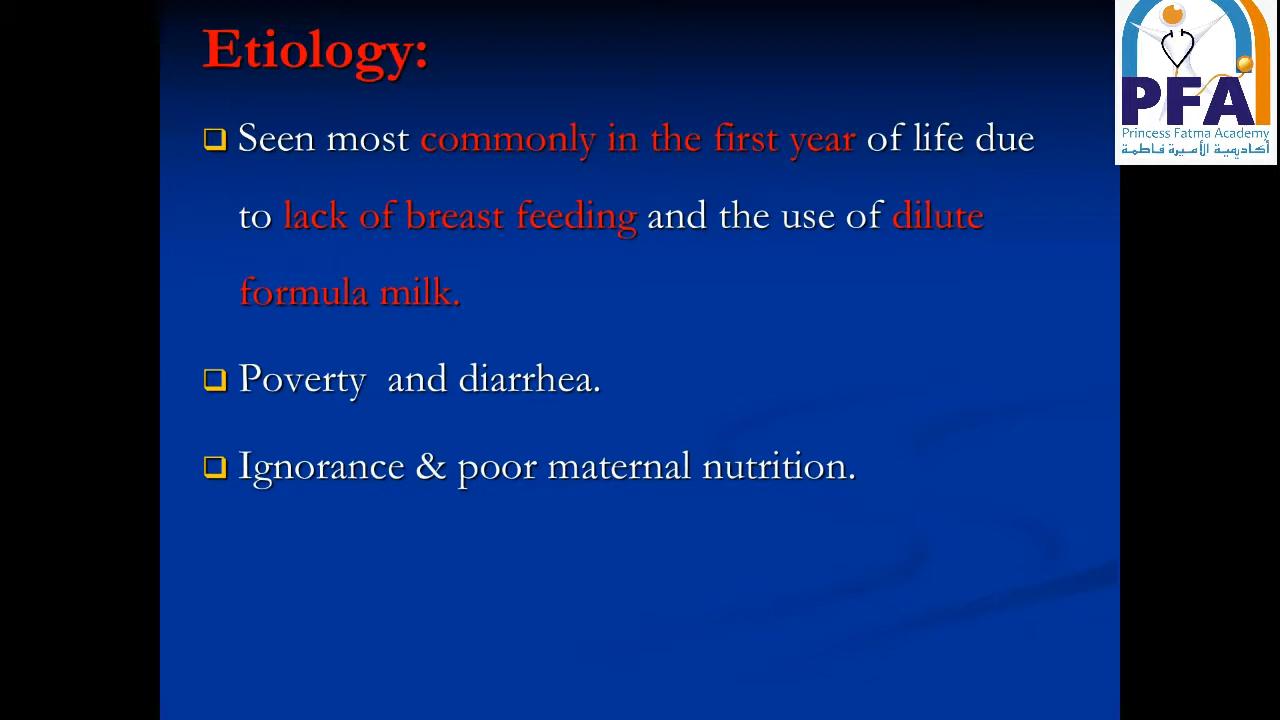 Etiology:
Seen most commonly in the first year of life due
to lack of breast feeding and the use of dilute
formula milk.
Poverty and diarrhea.
Ignorance & poor maternal nutrition.
PFA
Princess Fatma Academy
أكاديمية الأميرة فاطمة